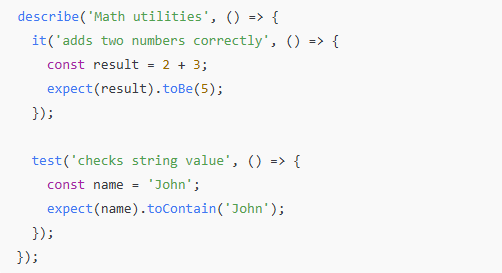 describe('Math utilities', () => {
  it('adds two numbers correctly', () => {
    const result = 2 + 3;
    expect(result).toBe(5);
  });

  test('checks string value', () => {
    const name = 'John';
    expect(name).toContain('John');
  });
});